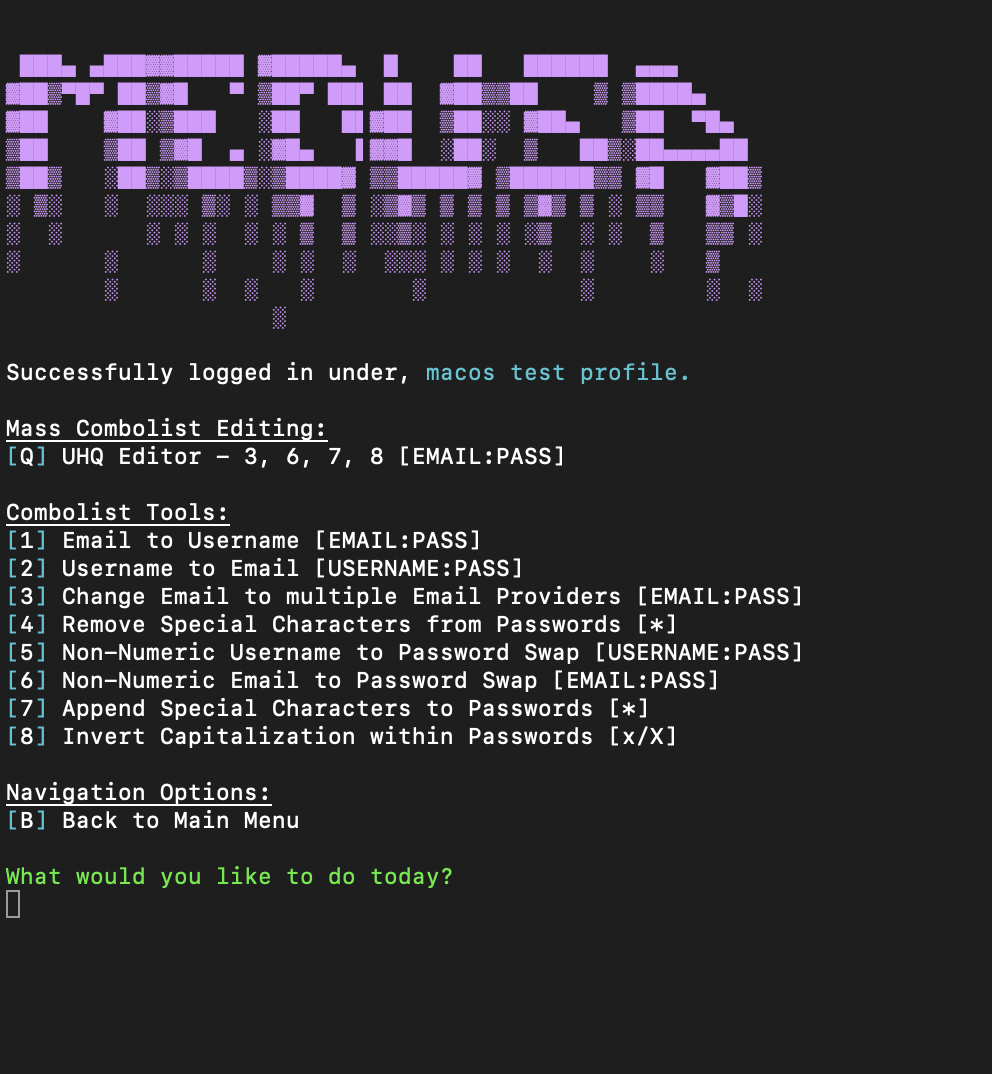 Successfully logged in under, macos test profile.
Mass Combolist Editing:
[Q] UHQ Editor – 3, 6, 7, 8 [EMAIL:PASS]
Combolist Tools:
[1] Email to Username [EMAIL:PASS]
[2] Username to Email [USERNAME:PASS]
[3] Change Email to multiple Email Providers [EMAIL:PASS]
[4] Remove Special Characters from Passwords [*]
[5] Non–Numeric Username to Password Swap [USERNAME:PASS]
[6] Non–Numeric Email to Password Swap [EMAIL:PASS]
[7] Append Special Characters to Passwords [*]
[8] Invert Capitalization within Passwords [x/X]
Navigation Options:
[B] Back to Main Menu
What would you like to do today?